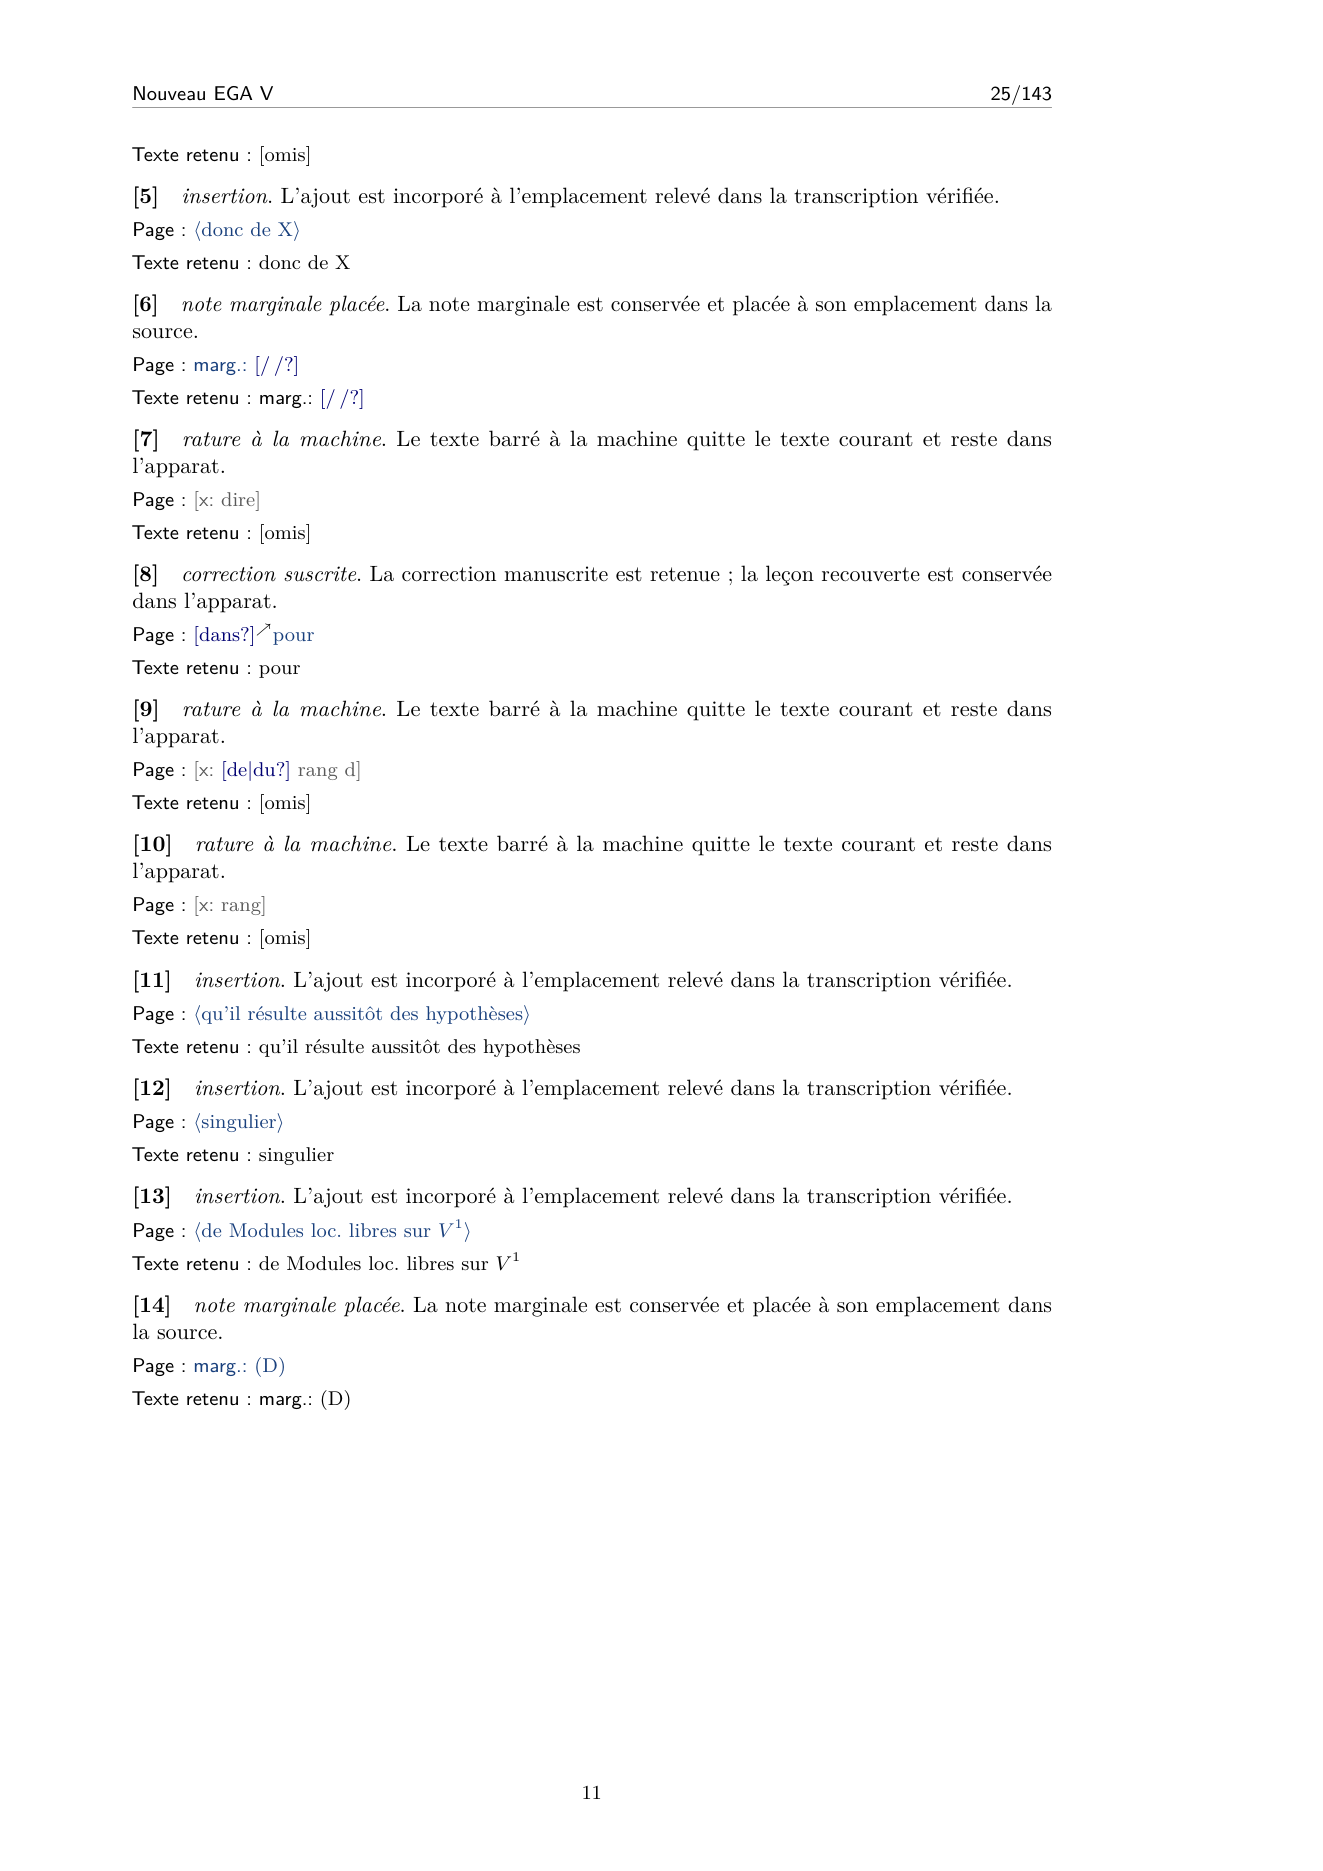 Nouveau EGA V 25/143
Texte retenu : [omis]
[5] insertion. L'ajout est incorporé à l'emplacement relevé dans la transcription vérifiée.
Page : ⟨donc de X⟩
Texte retenu : donc de X
[6] note marginale placée. La note marginale est conservée et placée à son emplacement dans la
source.
Page : marg.: [/ /?]
Texte retenu : marg.: [/ /?]
[7] rature à la machine. Le texte barré à la machine quitte le texte courant et reste dans
l'apparat.
Page : [x: dire]
Texte retenu : [omis]
[8] correction suscrite. La correction manuscrite est retenue ; la leçon recouverte est conservée
dans l'apparat.
Page : [dans?]↗pour
Texte retenu : pour
[9] rature à la machine. Le texte barré à la machine quitte le texte courant et reste dans
l'apparat.
Page : [x: [de|du?] rang d]
Texte retenu : [omis]
[10] rature à la machine. Le texte barré à la machine quitte le texte courant et reste dans
l'apparat.
Page : [x: rang]
Texte retenu : [omis]
[11] insertion. L'ajout est incorporé à l'emplacement relevé dans la transcription vérifiée.
Page : ⟨qu'il résulte aussitôt des hypothèses⟩
Texte retenu : qu'il résulte aussitôt des hypothèses
[12] insertion. L'ajout est incorporé à l'emplacement relevé dans la transcription vérifiée.
Page : ⟨singulier⟩
Texte retenu : singulier
[13] insertion. L'ajout est incorporé à l'emplacement relevé dans la transcription vérifiée.
Page : ⟨de Modules loc. libres sur V¹⟩
Texte retenu : de Modules loc. libres sur V¹
[14] note marginale placée. La note marginale est conservée et placée à son emplacement dans
la source.
Page : marg.: (D)
Texte retenu : marg.: (D)
11